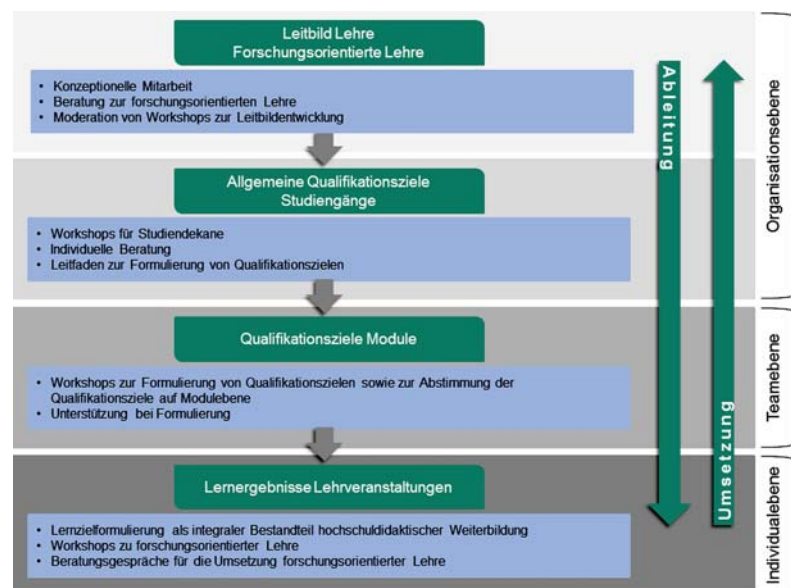 Leitbild Lehre
Forschungsorientierte Lehre
• Konzeptionelle Mitarbeit
• Beratung zur forschungsorientierten Lehre
• Moderation von Workshops zur Leitbildentwicklung
Allgemeine Qualifikationsziele
Studiengänge
• Workshops für Studiendekane
• Individuelle Beratung
• Leitfaden zur Formulierung von Qualifikationszielen
Qualifikationsziele Module
• Workshops zur Formulierung von Qualifikationszielen sowie zur Abstimmung der
Qualifikationsziele auf Modulebene
• Unterstützung bei Formulierung
Lernergebnisse Lehrveranstaltungen
• Lernzielformulierung als integraler Bestandteil hochschuldidaktischer Weiterbildung
• Workshops zu forschungsorientierter Lehre
• Beratungsgespräche für die Umsetzung forschungsorientierter Lehre
Ableitung
Umsetzung
Organisationsebene
Teamebene
Individualebene